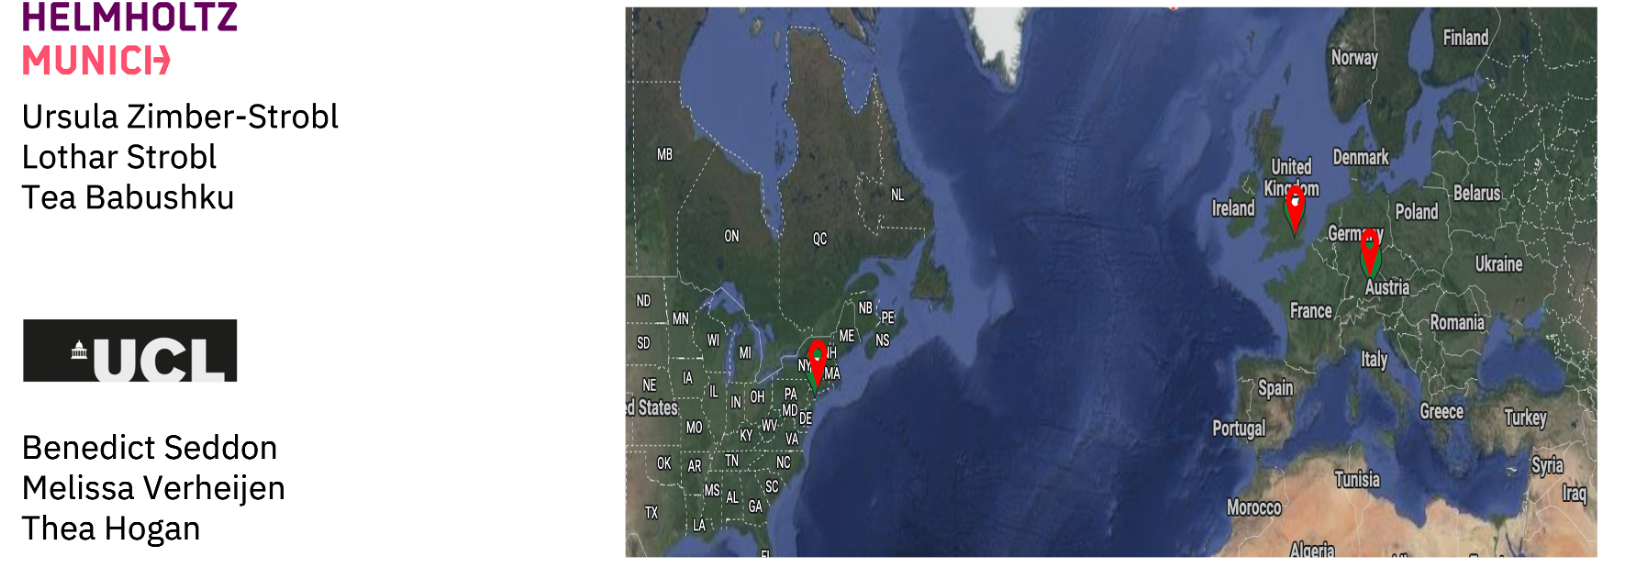 HELMHOLTZ
MUNICH
Ursula Zimber-Strobl
Lothar Strobl
Tea Babushku
UCL
Benedict Seddon
Melissa Verheijen
Thea Hogan
Finland
Norway
MB
United
Kingdom
Denmark
NL
Ireland
Poland
Belarus
ON
QC
Germany
Ukraine
Austria
ND
MN
NB
PE
France
Romania
SD
WI
MI
ME
NS
NH
NY
MA
Italy
NE
IA
IL
IN
OH
PA
Spain
d States
MD
DE
Greece
Turkey
MO
KY
WV
VA
Portugal
OK
AR
TN
NC
Syria
MS
AL
SC
GA
Tunisia
Iraq
TX
LA
Morocco
Algeria